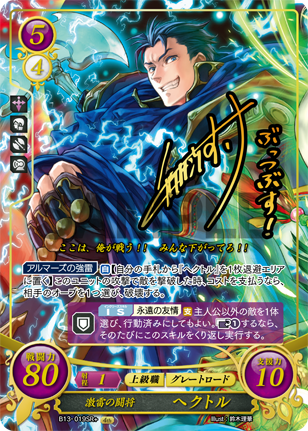 5
4
ぶっつぶす!
ここは、俺が戦う!! みんな下がってろ!!
アルマーズの強雷 自 【自分の手札から「ヘクトル」を1枚退避エリア
に置く】このユニットの攻撃で敵を撃破した時、コストを支払うなら、
相手のオーブを1つ選び、破壊する。
IS 永遠の友情 支 主人公以外の敵を1体
選び、行動済みにしてもよい。 1 するなら、
そのたびにこのスキルをくり返し実行する。
戦闘力
80
射程 1
上級職 グレートロード
激雷の闘将 ヘクトル
支援力
10
B13-019SR+
Illust:鈴木理華